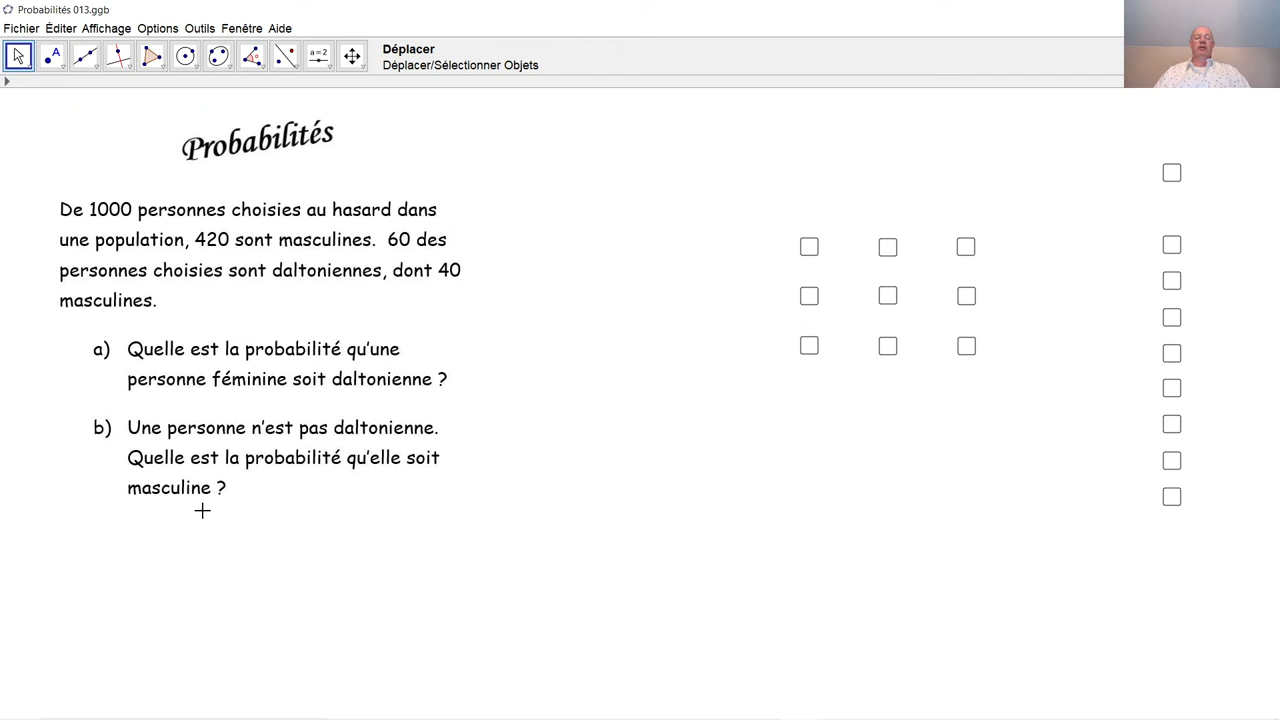 Probabilités 013.ggb
Fichier Éditer Affichage Options Outils Fenêtre Aide
A
α
a=2
Déplacer
Déplacer/Sélectionner Objets
Probabilités
De 1000 personnes choisies au hasard dans
une population, 420 sont masculines. 60 des
personnes choisies sont daltoniennes, dont 40
masculines.
a) Quelle est la probabilité qu'une
personne féminine soit daltonienne ?
b) Une personne n'est pas daltonienne.
Quelle est la probabilité qu'elle soit
masculine ?